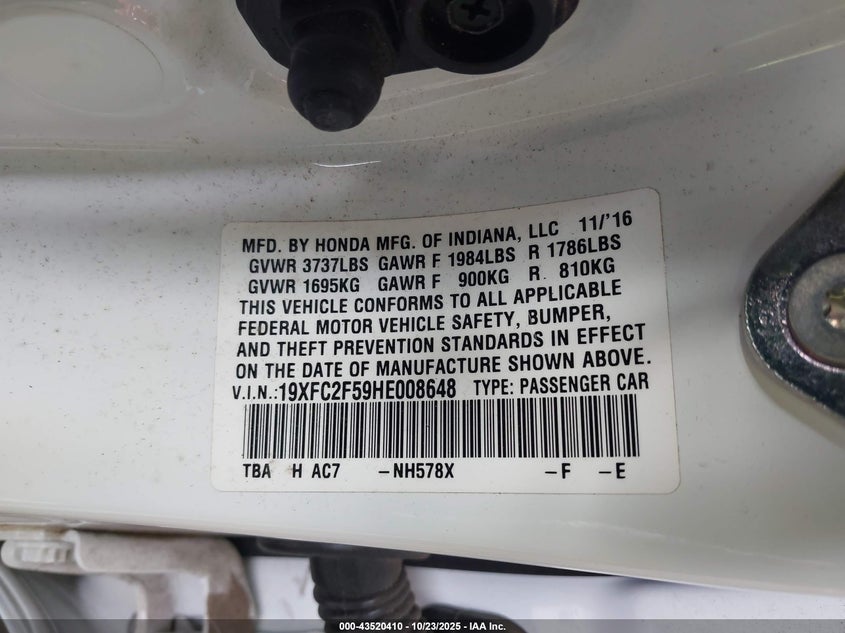 MFD. BY HONDA MFG. OF INDIANA, LLC 11/'16
GVWR 3737LBS GAWR F 1984LBS R 1786LBS
GVWR 1695KG GAWR F 900KG R. 810KG
THIS VEHICLE CONFORMS TO ALL APPLICABLE
FEDERAL MOTOR VEHICLE SAFETY, BUMPER,
AND THEFT PREVENTION STANDARDS IN EFFECT
ON THE DATE OF MANUFACTURE SHOWN ABOVE.
V.I.N.:19XFC2F59HE008648 TYPE: PASSENGER CAR
TBA H AC7 -NH578X -F -E
000-43520410 - 10/23/2025 - IAA Inc.